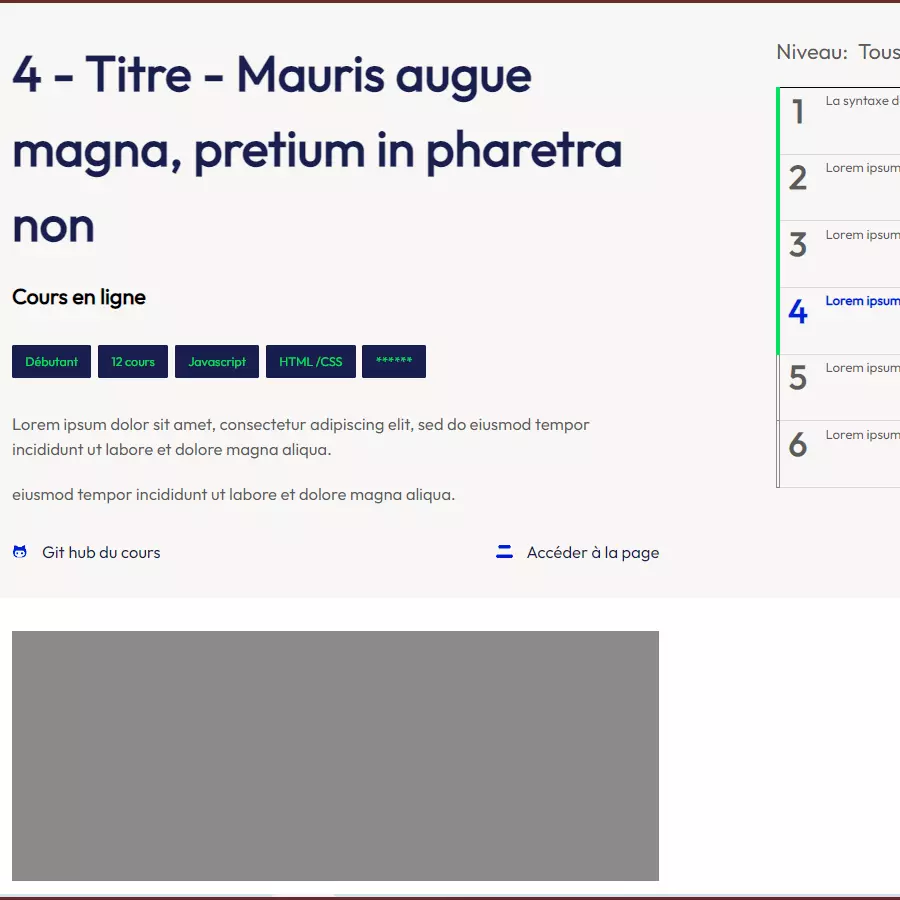 4 - Titre - Mauris augue
magna, pretium in pharetra
non
Cours en ligne
Débutant
12 cours
Javascript
HTML /CSS
******
Lorem ipsum dolor sit amet, consectetur adipiscing elit, sed do eiusmod tempor
incididunt ut labore et dolore magna aliqua.
eiusmod tempor incididunt ut labore et dolore magna aliqua.
Git hub du cours
Accéder à la page
Niveau: Tous
1 La syntaxe d
2 Lorem ipsum
3 Lorem ipsum
4 Lorem ipsum
5 Lorem ipsum
6 Lorem ipsum